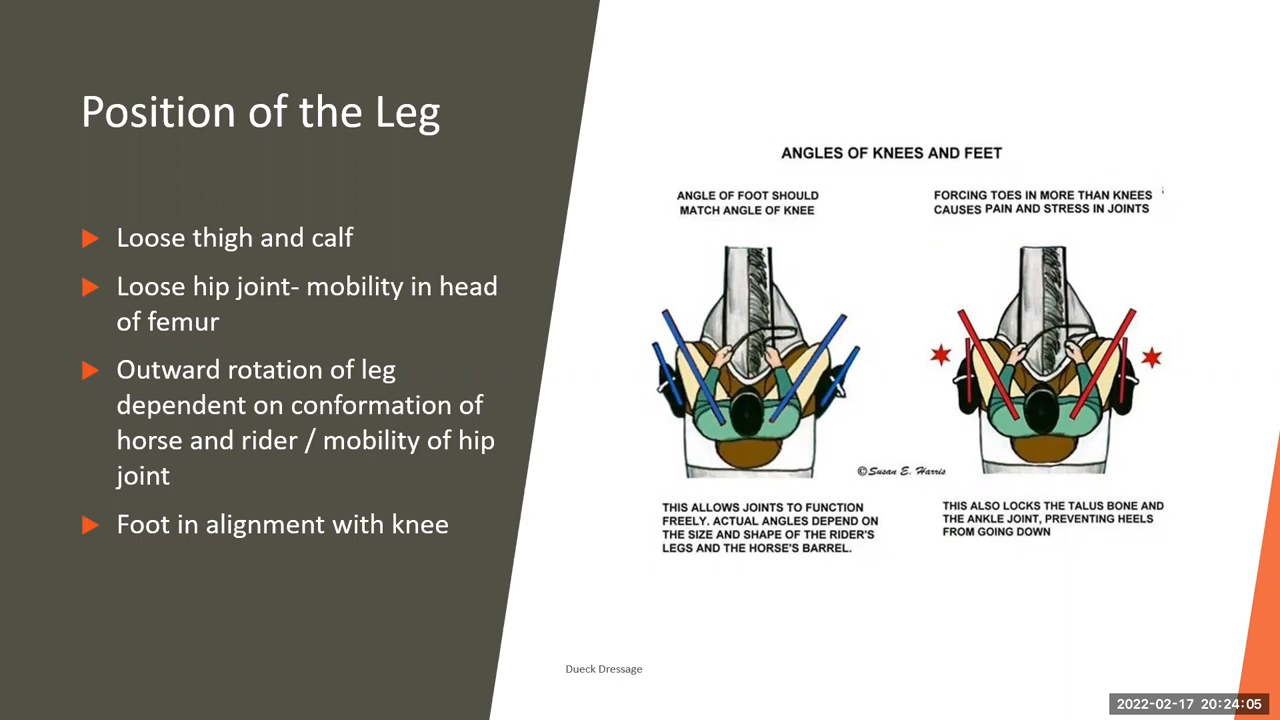 Position of the Leg
Loose thigh and calf
Loose hip joint- mobility in head
of femur
Outward rotation of leg
dependent on conformation of
horse and rider / mobility of hip
joint
Foot in alignment with knee
ANGLES OF KNEES AND FEET
ANGLE OF FOOT SHOULD
MATCH ANGLE OF KNEE
FORCING TOES IN MORE THAN KNEES
CAUSES PAIN AND STRESS IN JOINTS
©Susan E. Harris
THIS ALLOWS JOINTS TO FUNCTION
FREELY. ACTUAL ANGLES DEPEND ON
THE SIZE AND SHAPE OF THE RIDER'S
LEGS AND THE HORSE'S BARREL.
THIS ALSO LOCKS THE TALUS BONE AND
THE ANKLE JOINT, PREVENTING HEELS
FROM GOING DOWN
Dueck Dressage
2022-02-17 20:24:05